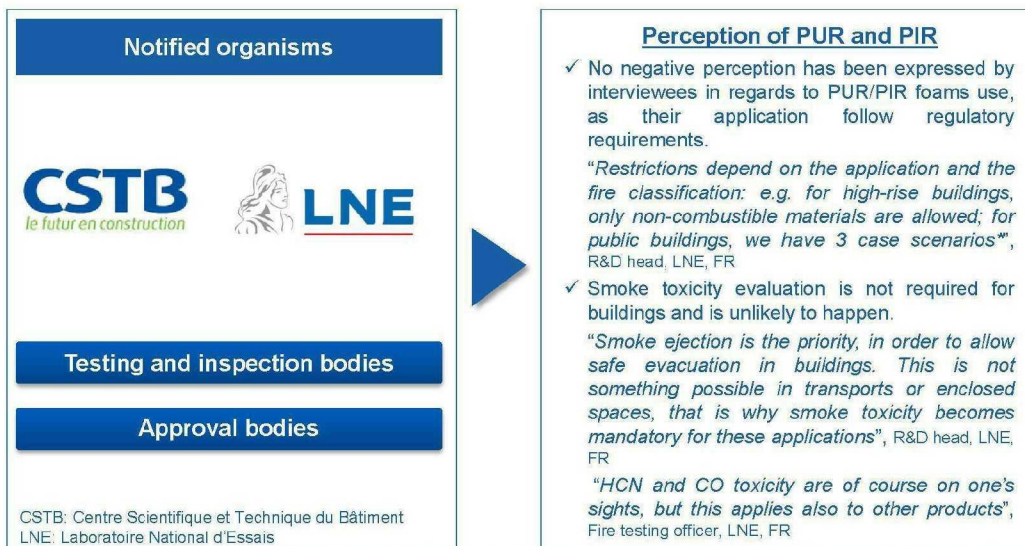 Notified organisms
CSTB
le futur en construction
LNE
Testing and inspection bodies
Approval bodies
CSTB: Centre Scientifique et Technique du Bâtiment
LNE: Laboratoire National d'Essais
Perception of PUR and PIR
✓ No negative perception has been expressed by
interviewees in regards to PUR/PIR foams use,
as their application follow regulatory
requirements.
“Restrictions depend on the application and the
fire classification: e.g. for high-rise buildings,
only non-combustible materials are allowed; for
public buildings, we have 3 case scenarios*”,
R&D head, LNE, FR
✓ Smoke toxicity evaluation is not required for
buildings and is unlikely to happen.
“Smoke ejection is the priority, in order to allow
safe evacuation in buildings. This is not
something possible in transports or enclosed
spaces, that is why smoke toxicity becomes
mandatory for these applications”, R&D head, LNE,
FR
“HCN and CO toxicity are of course on one's
sights, but this applies also to other products”,
Fire testing officer, LNE, FR